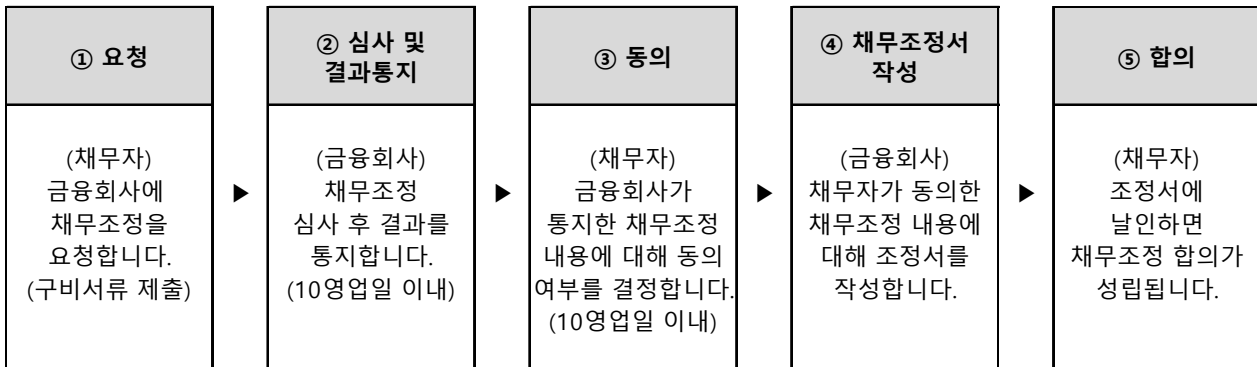 ① 요청
(채무자)
금융회사에
채무조정을
요청합니다.
(구비서류 제출)
▶
② 심사 및
결과통지
(금융회사)
채무조정
심사 후 결과를
통지합니다.
(10영업일 이내)
▶
③ 동의
(채무자)
금융회사가
통지한 채무조정
내용에 대해 동의
여부를 결정합니다.
(10영업일 이내)
▶
④ 채무조정서
작성
(금융회사)
채무자가 동의한
채무조정 내용에
대해 조정서를
작성합니다.
▶
⑤ 합의
(채무자)
조정서에
날인하면
채무조정 합의가
성립됩니다.